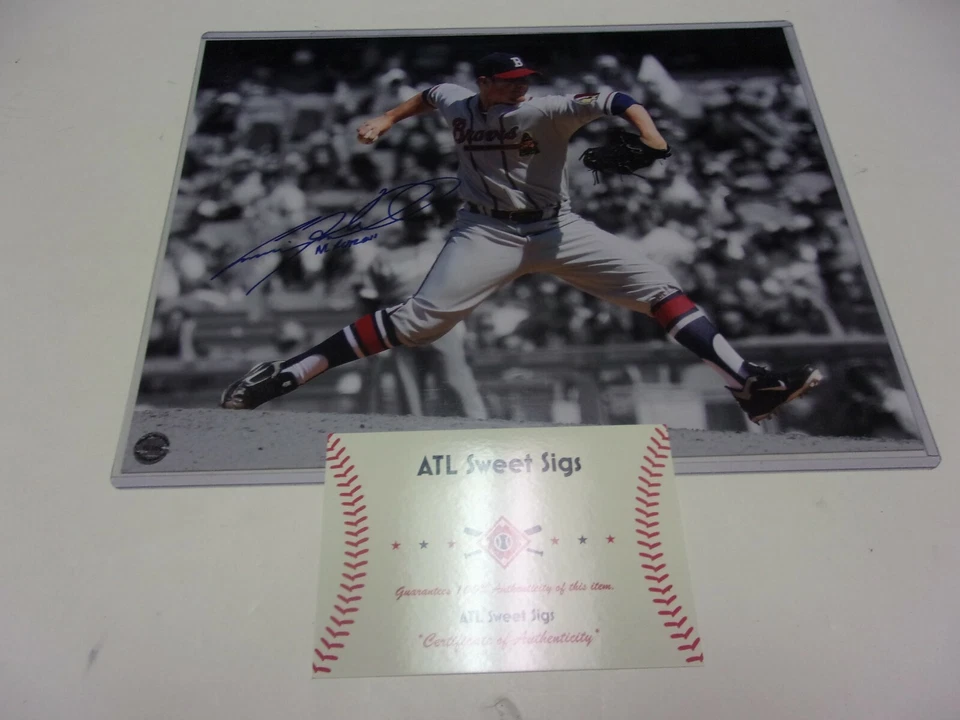 B
Braves
ATL Sweet Sigs
Guarantees 100% Authenticity of this item.
ATL Sweet Sigs
"Certificate of Authenticity"